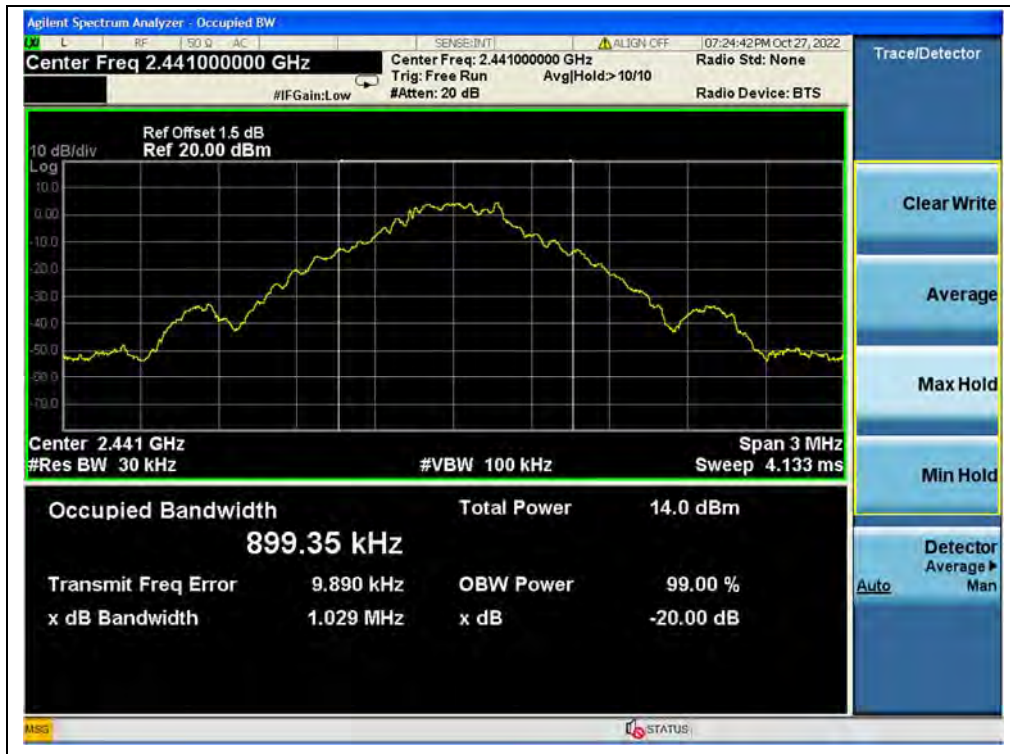 Agilent Spectrum Analyzer - Occupied BW
LXI L RF 50 Ω AC SENSE:INT ALIGN OFF 07:24:42 PM Oct 27, 2022
Center Freq 2.441000000 GHz Center Freq: 2.441000000 GHz Radio Std: None
Trig: Free Run Avg|Hold:> 10/10
#IFGain:Low #Atten: 20 dB Radio Device: BTS
Trace/Detector
Ref Offset 1.5 dB
10 dB/div Ref 20.00 dBm
Log
10.0
0.00
-10.0
-20.0
-30.0
-40.0
-50.0
-60.0
-70.0
Center 2.441 GHz Span 3 MHz
#Res BW 30 kHz #VBW 100 kHz Sweep 4.133 ms
Occupied Bandwidth Total Power 14.0 dBm
899.35 kHz
Transmit Freq Error 9.890 kHz OBW Power 99.00 %
x dB Bandwidth 1.029 MHz x dB -20.00 dB
Clear Write
Average
Max Hold
Min Hold
Detector
Average
Auto Man
MSG STATUS